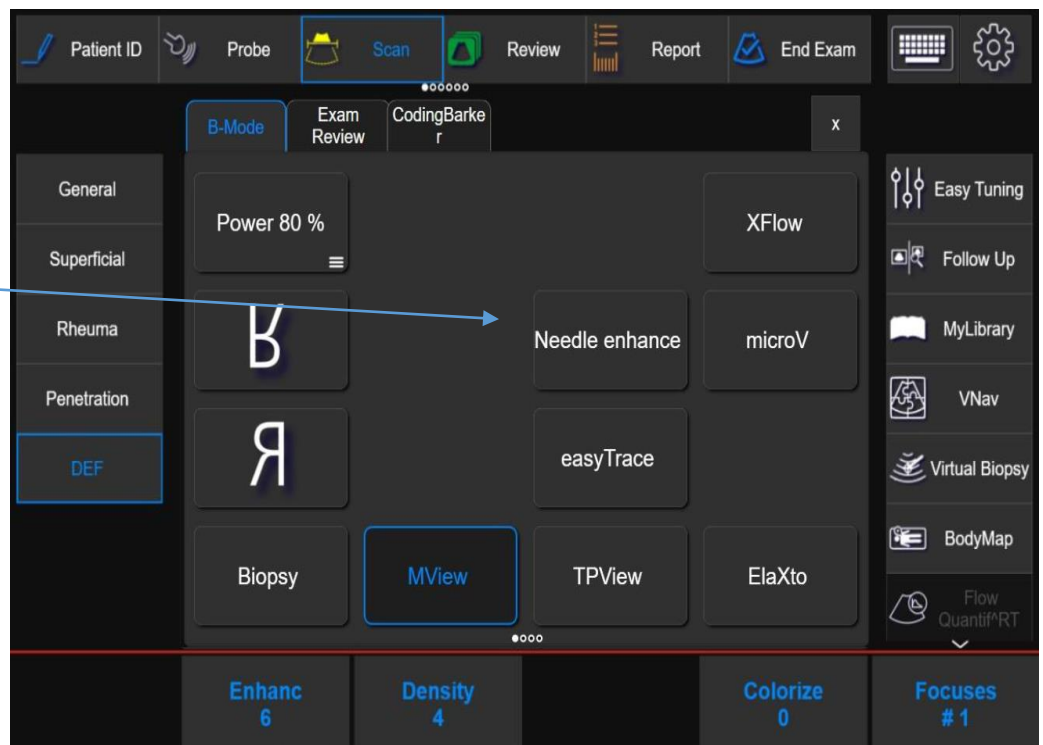 Patient ID
Probe
Scan
Review
Report
End Exam
B-Mode
Exam
Review
CodingBarke
r
x
General
Superficial
Rheuma
Penetration
DEF
Power 80 %
XFlow
R
Needle enhance
microV
R
easyTrace
Biopsy
MView
TPView
ElaXto
Easy Tuning
Follow Up
MyLibrary
VNav
Virtual Biopsy
BodyMap
Flow
Quantif^RT
Enhanc
6
Density
4
Colorize
0
Focuses
# 1